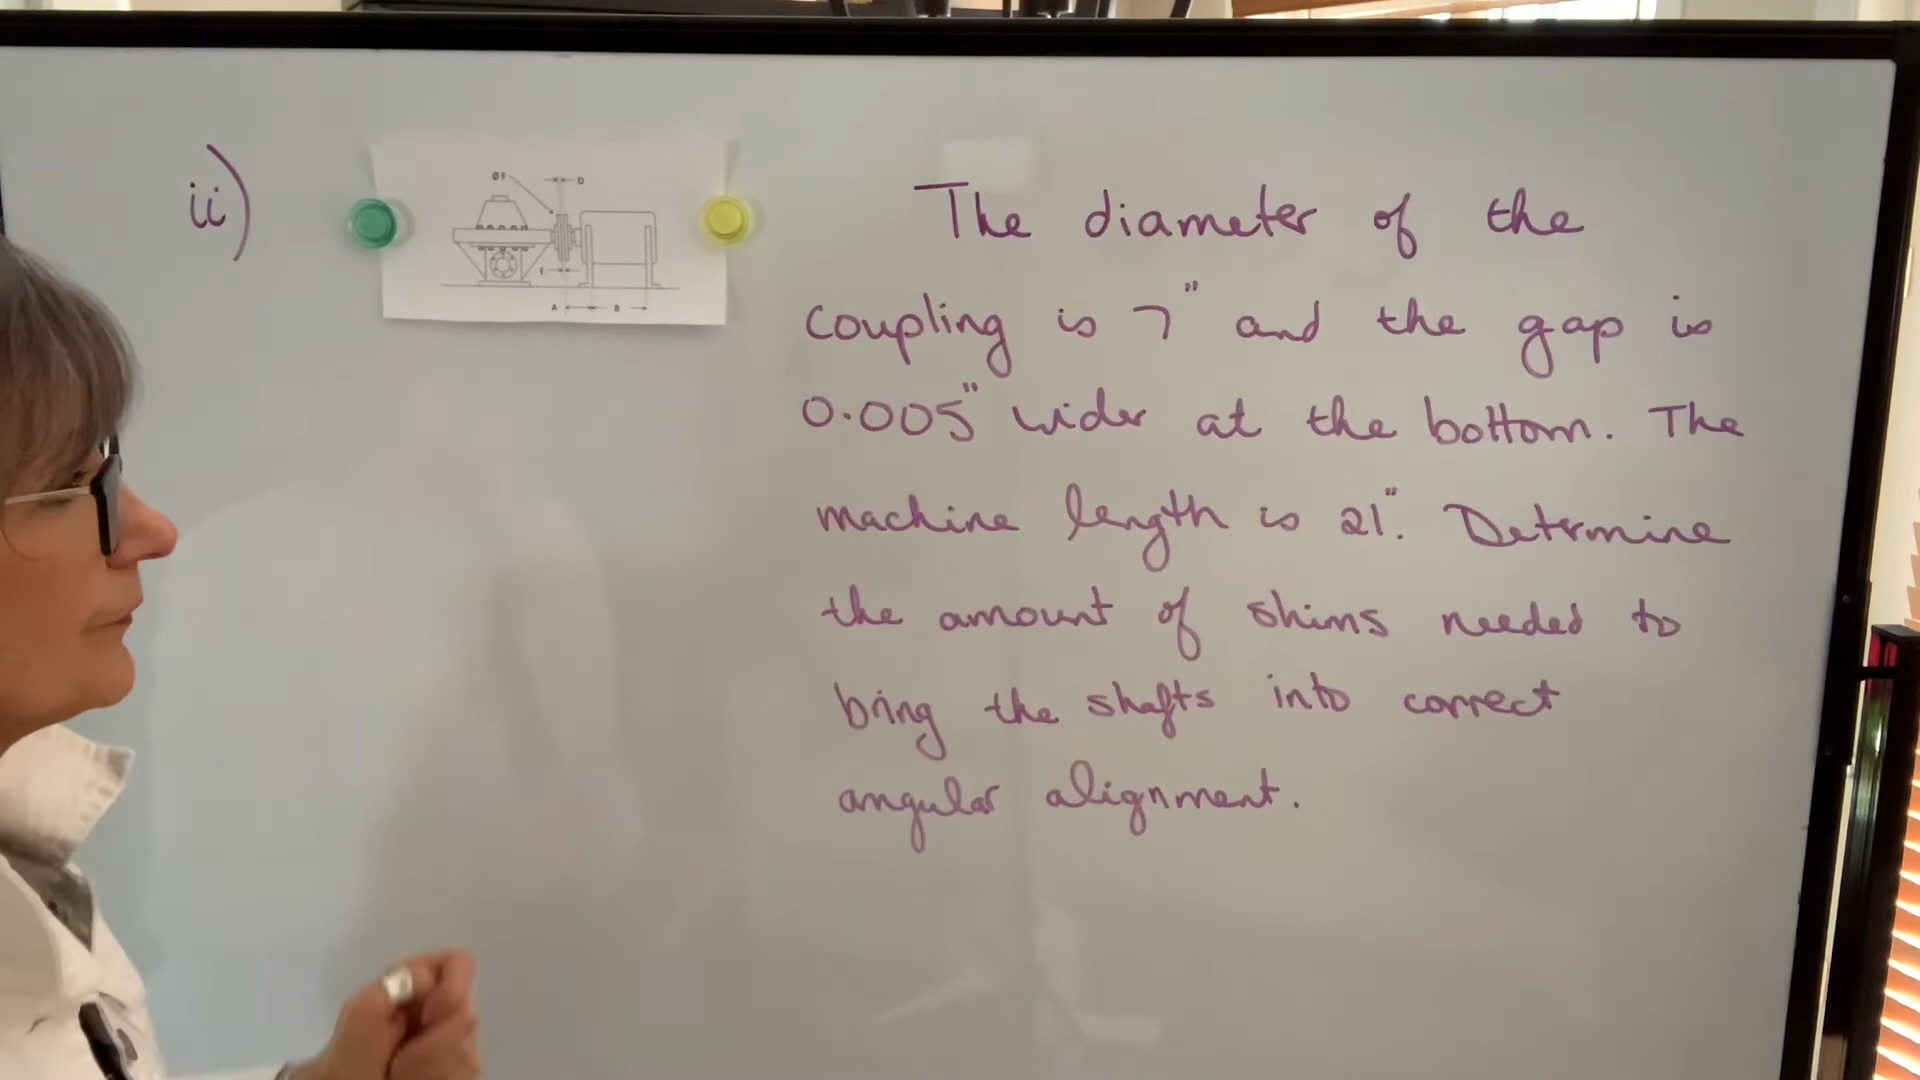 ii)
ØF
D
E
A
B
The diameter of the
coupling is 7" and the gap is
0.005" wider at the bottom. The
machine length is 21". Determine
the amount of shims needed to
bring the shafts into correct
angular alignment.